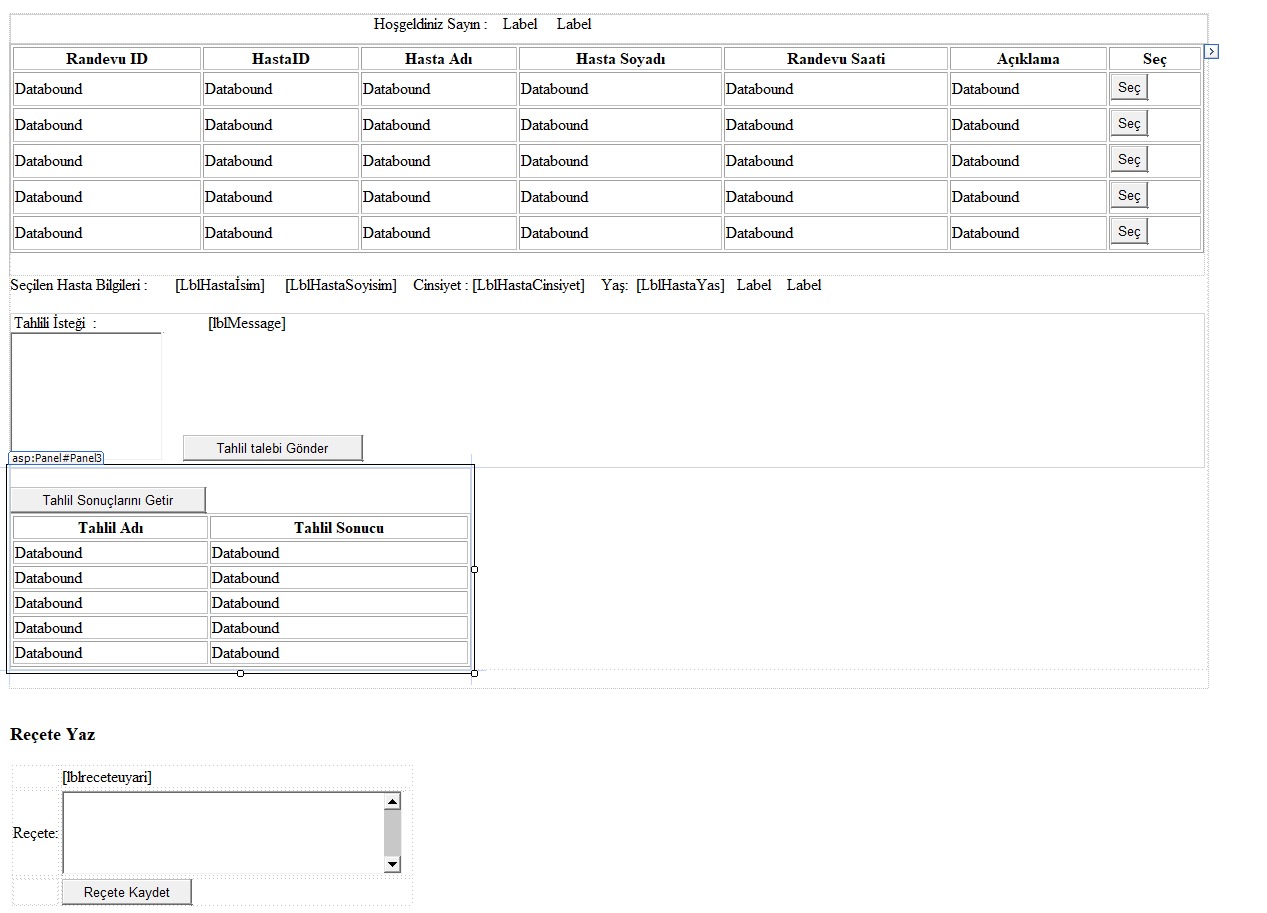 Hoşgeldiniz Sayın : Label Label
Randevu ID HastaID Hasta Adı Hasta Soyadı Randevu Saati Açıklama Seç
Databound Databound Databound Databound Databound Databound Seç
Databound Databound Databound Databound Databound Databound Seç
Databound Databound Databound Databound Databound Databound Seç
Databound Databound Databound Databound Databound Databound Seç
Databound Databound Databound Databound Databound Databound Seç
Seçilen Hasta Bilgileri : [LblHastaİsim] [LblHastaSoyisim] Cinsiyet : [LblHastaCinsiyet] Yaş: [LblHastaYas] Label Label
Tahlili İsteği : [lblMessage]
Tahlil talebi Gönder
asp:Panel#Panel3
Tahlil Sonuçlarını Getir
Tahlil Adı Tahlil Sonucu
Databound Databound
Databound Databound
Databound Databound
Databound Databound
Databound Databound
Reçete Yaz
[lblreceteuyari]
Reçete:
Reçete Kaydet